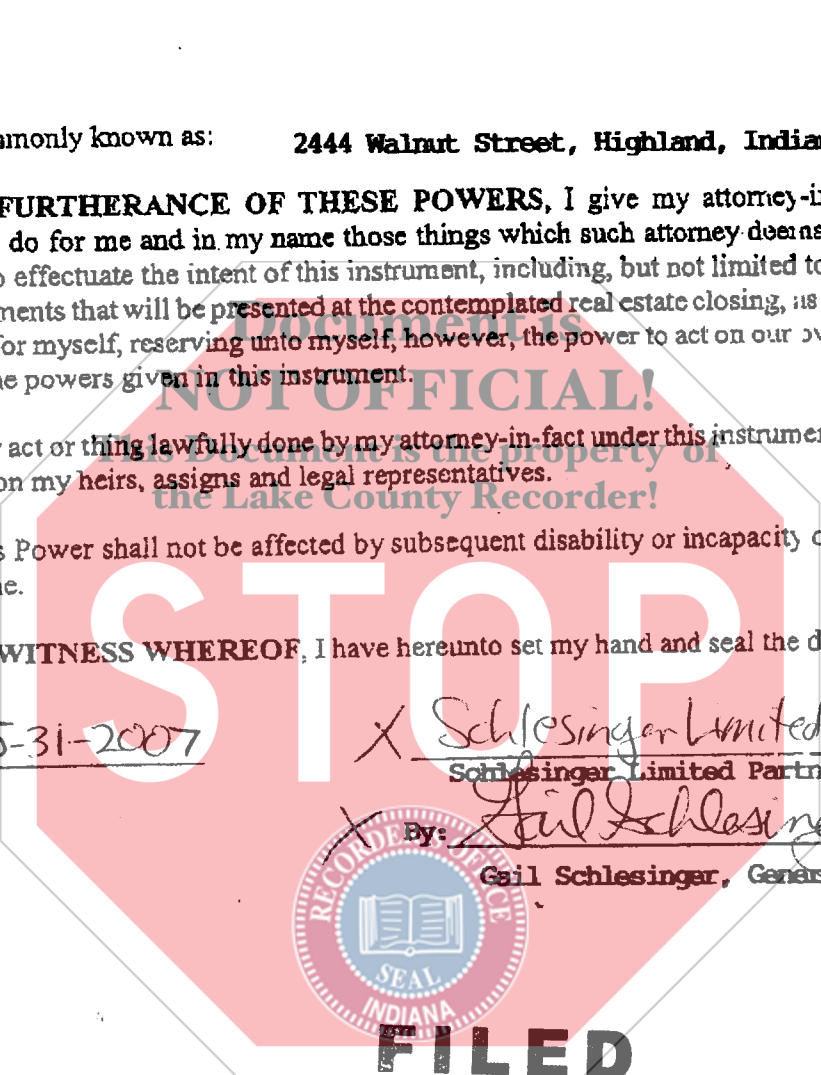 mmonly known as: 2444 Walnut Street, Highland, Indian
FURTHERANCE OF THESE POWERS, I give my attorney-i
do for me and in my name those things which such attorney deems
o effectuate the intent of this instrument, including, but not limited to
ments that will be presented at the contemplated real estate closing, as
Document is
for myself, reserving unto myself, however, the power to act on our ov
he powers given in this instrument.
NOT OFFICIAL!
act or thing lawfully done by my attorney-in-fact under this instrume
This Document is the property of
on my heirs, assigns and legal representatives.
the Lake County Recorder!
s Power shall not be affected by subsequent disability or incapacity o
ne.
STOP
WITNESS WHEREOF, I have hereunto set my hand and seal the d
5-31-2007 X Schlesinger Limited
Schlesinger Limited Partn
X By: Gail Schlesing
Gail Schlesinger, Gener
RECORDER'S OFFICE
SEAL
INDIANA
FILED